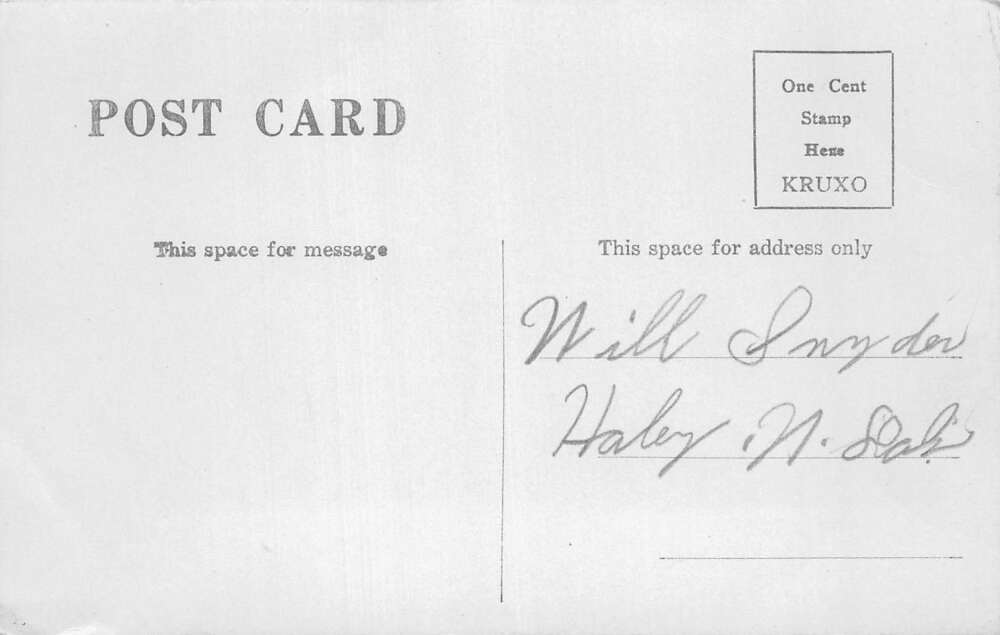 POST CARD
One Cent
Stamp
Here
KRUXO
This space for message
This space for address only
Will Snyder
Haley N. Dak